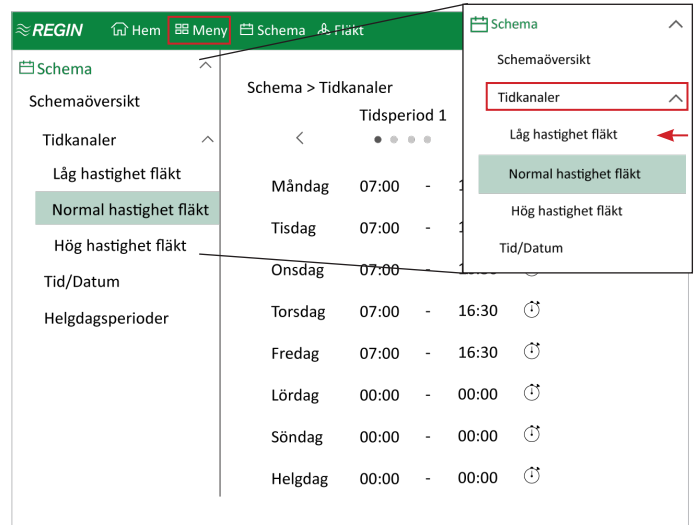 REGIN Hem Meny Schema Fläkt
Schema
Schemaöversikt
Tidkanaler
Låg hastighet fläkt
Normal hastighet fläkt
Hög hastighet fläkt
Tid/Datum
Helgdagsperioder
Schema > Tidkanaler
Tidsperiod 1
Måndag 07:00 -
Tisdag 07:00 -
Onsdag 07:00 -
Torsdag 07:00 - 16:30
Fredag 07:00 - 16:30
Lördag 00:00 - 00:00
Söndag 00:00 - 00:00
Helgdag 00:00 - 00:00
Schema
Schemaöversikt
Tidkanaler
Låg hastighet fläkt
Normal hastighet fläkt
Hög hastighet fläkt
Tid/Datum